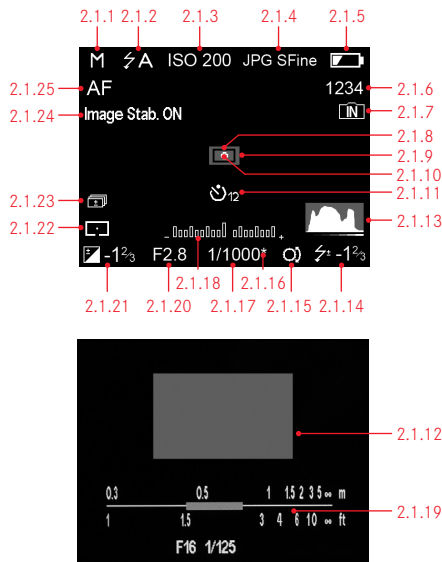 2.1.1 2.1.2 2.1.3 2.1.4 2.1.5
M ⚡A ISO 200 JPG SFine
2.1.25 AF 1234 2.1.6
2.1.24 Image Stab. ON IN 2.1.7
2.1.8
2.1.9
2.1.10
12 2.1.11
2.1.23
2.1.22 2.1.13
- +
± -1⅔ F2.8 1/1000* ⚡± -1⅔
2.1.18 2.1.16
2.1.21 2.1.20 2.1.17 2.1.15 2.1.14
2.1.12
0.3 0.5 1 1.5 2 3 5 ∞ m
2.1.19
1 1.5 3 4 6 10 ∞ ft
F16 1/125